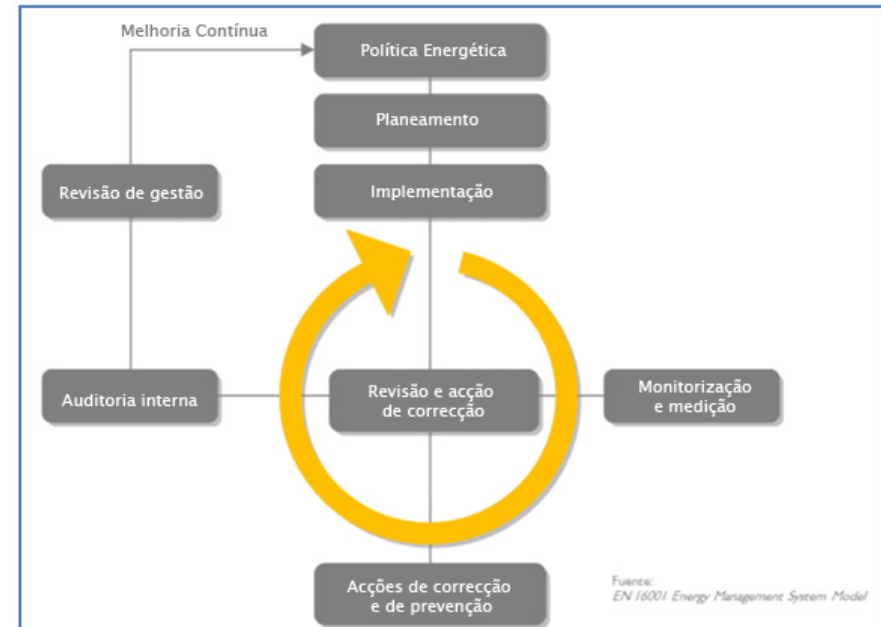 Melhoria Contínua
Política Energética
Planeamento
Revisão de gestão
Implementação
Auditoria interna
Revisão e acção
de correcção
Monitorização
e medição
Acções de correcção
e de prevenção
Fuente:
EN 16001 Energy Management System Model